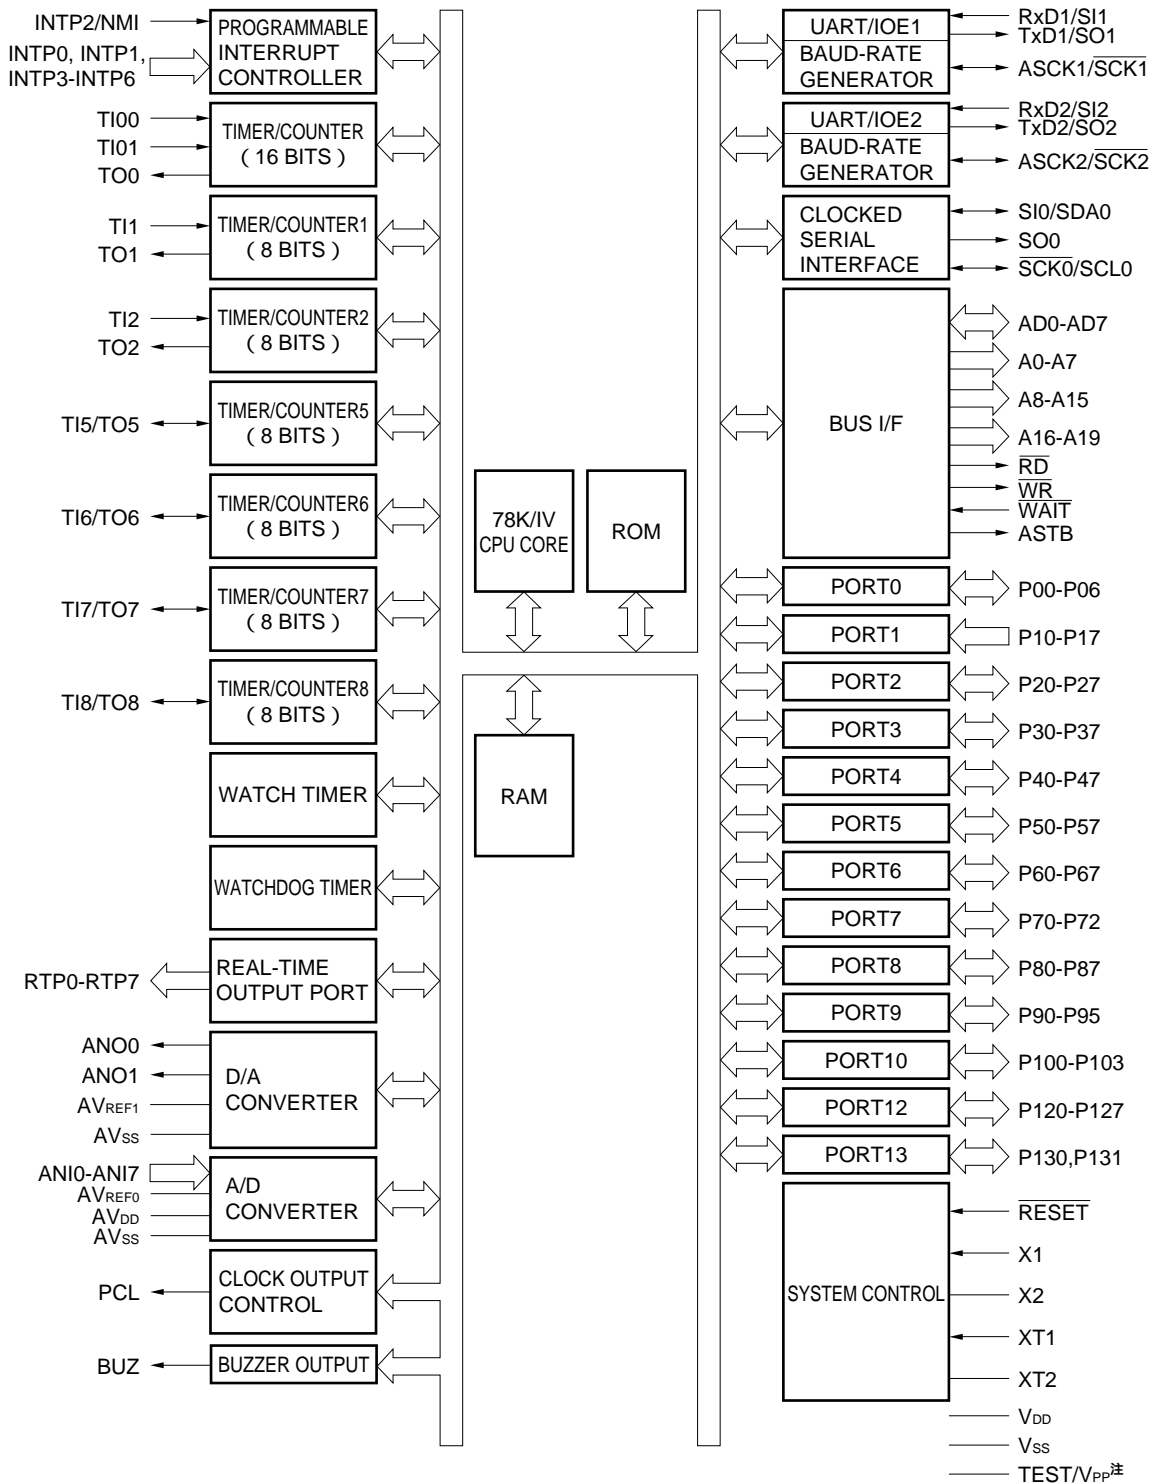 INTP2/NMI
INTP0, INTP1,
INTP3-INTP6
PROGRAMMABLE
INTERRUPT
CONTROLLER
TI00
TI01
TO0
TIMER/COUNTER
( 16 BITS )
TI1
TO1
TIMER/COUNTER1
( 8 BITS )
TI2
TO2
TIMER/COUNTER2
( 8 BITS )
TI5/TO5
TIMER/COUNTER5
( 8 BITS )
TI6/TO6
TIMER/COUNTER6
( 8 BITS )
TI7/TO7
TIMER/COUNTER7
( 8 BITS )
TI8/TO8
TIMER/COUNTER8
( 8 BITS )
WATCH TIMER
WATCHDOG TIMER
RTP0-RTP7
REAL-TIME
OUTPUT PORT
ANO0
ANO1
AVREF1
AVSS
D/A
CONVERTER
ANI0-ANI7
AVREF0
AVDD
AVSS
A/D
CONVERTER
PCL
CLOCK OUTPUT
CONTROL
BUZ
BUZZER OUTPUT
78K/IV
CPU CORE
ROM
RAM
UART/IOE1
BAUD-RATE
GENERATOR
RxD1/SI1
TxD1/SO1
ASCK1/SCK1
UART/IOE2
BAUD-RATE
GENERATOR
RxD2/SI2
TxD2/SO2
ASCK2/SCK2
CLOCKED
SERIAL
INTERFACE
SI0/SDA0
SO0
SCK0/SCL0
BUS I/F
AD0-AD7
A0-A7
A8-A15
A16-A19
RD
WR
WAIT
ASTB
PORT0
P00-P06
PORT1
P10-P17
PORT2
P20-P27
PORT3
P30-P37
PORT4
P40-P47
PORT5
P50-P57
PORT6
P60-P67
PORT7
P70-P72
PORT8
P80-P87
PORT9
P90-P95
PORT10
P100-P103
PORT12
P120-P127
PORT13
P130,P131
SYSTEM CONTROL
RESET
X1
X2
XT1
XT2
VDD
VSS
TEST/VPP注